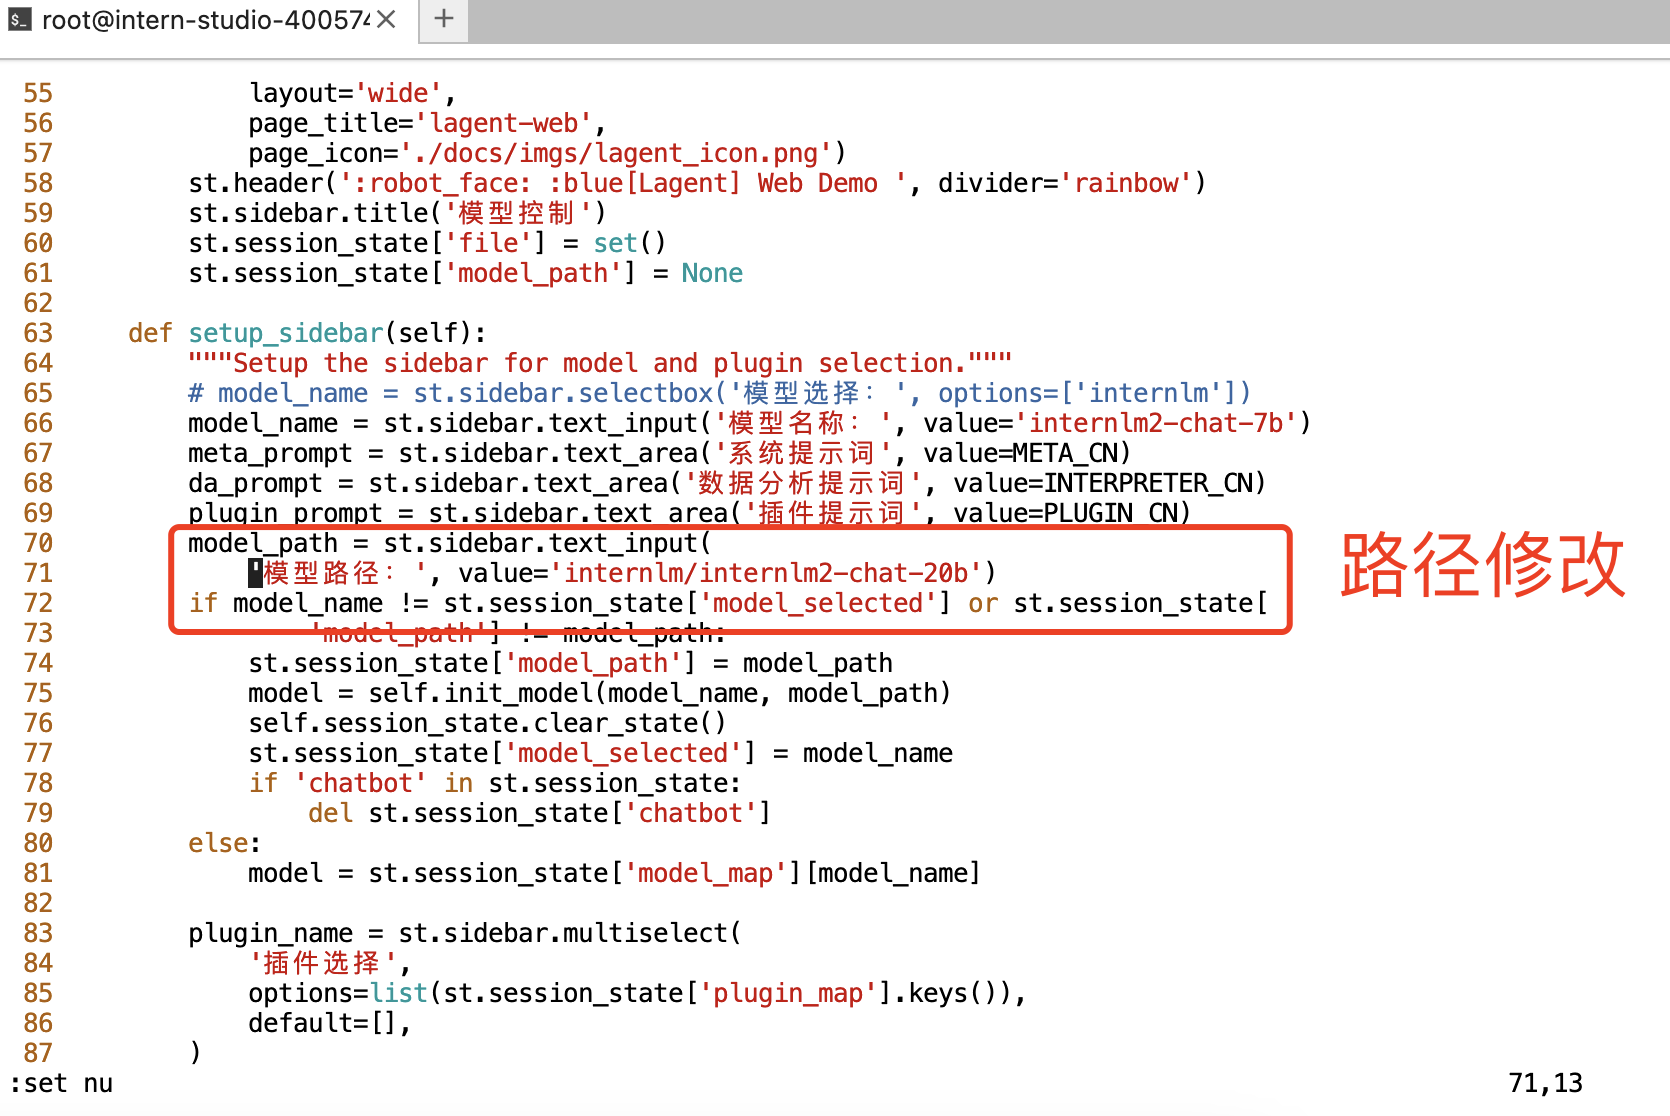 root@intern-studio-400574
55             layout='wide',
56             page_title='lagent-web',
57             page_icon='./docs/imgs/lagent_icon.png')
58         st.header(':robot_face: :blue[Lagent] Web Demo ', divider='rainbow')
59         st.sidebar.title('模型控制')
60         st.session_state['file'] = set()
61         st.session_state['model_path'] = None
62
63     def setup_sidebar(self):
64         """Setup the sidebar for model and plugin selection."""
65         # model_name = st.sidebar.selectbox('模型选择：', options=['internlm'])
66         model_name = st.sidebar.text_input('模型名称：', value='internlm2-chat-7b')
67         meta_prompt = st.sidebar.text_area('系统提示词', value=META_CN)
68         da_prompt = st.sidebar.text_area('数据分析提示词', value=INTERPRETER_CN)
69         plugin_prompt = st.sidebar.text_area('插件提示词', value=PLUGIN_CN)
70         model_path = st.sidebar.text_input(
71             '模型路径：', value='internlm/internlm2-chat-20b')
路径修改
72         if model_name != st.session_state['model_selected'] or st.session_state[
73                 'model_path'] != model_path:
74             st.session_state['model_path'] = model_path
75             model = self.init_model(model_name, model_path)
76             self.session_state.clear_state()
77             st.session_state['model_selected'] = model_name
78             if 'chatbot' in st.session_state:
79                 del st.session_state['chatbot']
80         else:
81             model = st.session_state['model_map'][model_name]
82
83         plugin_name = st.sidebar.multiselect(
84             '插件选择',
85             options=list(st.session_state['plugin_map'].keys()),
86             default=[],
87         )
:set nu 71,13